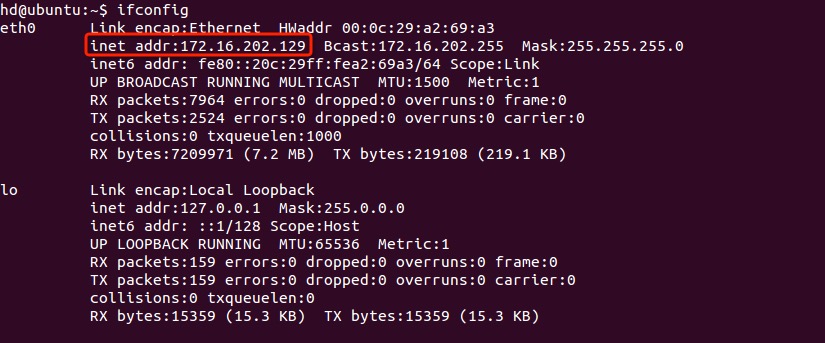 hd@ubuntu:~$ ifconfig
eth0      Link encap:Ethernet  HWaddr 00:0c:29:a2:69:a3
          inet addr:172.16.202.129  Bcast:172.16.202.255  Mask:255.255.255.0
          inet6 addr: fe80::20c:29ff:fea2:69a3/64 Scope:Link
          UP BROADCAST RUNNING MULTICAST  MTU:1500  Metric:1
          RX packets:7964 errors:0 dropped:0 overruns:0 frame:0
          TX packets:2524 errors:0 dropped:0 overruns:0 carrier:0
          collisions:0 txqueuelen:1000
          RX bytes:7209971 (7.2 MB)  TX bytes:219108 (219.1 KB)

lo        Link encap:Local Loopback
          inet addr:127.0.0.1  Mask:255.0.0.0
          inet6 addr: ::1/128 Scope:Host
          UP LOOPBACK RUNNING  MTU:65536  Metric:1
          RX packets:159 errors:0 dropped:0 overruns:0 frame:0
          TX packets:159 errors:0 dropped:0 overruns:0 carrier:0
          collisions:0 txqueuelen:0
          RX bytes:15359 (15.3 KB)  TX bytes:15359 (15.3 KB)